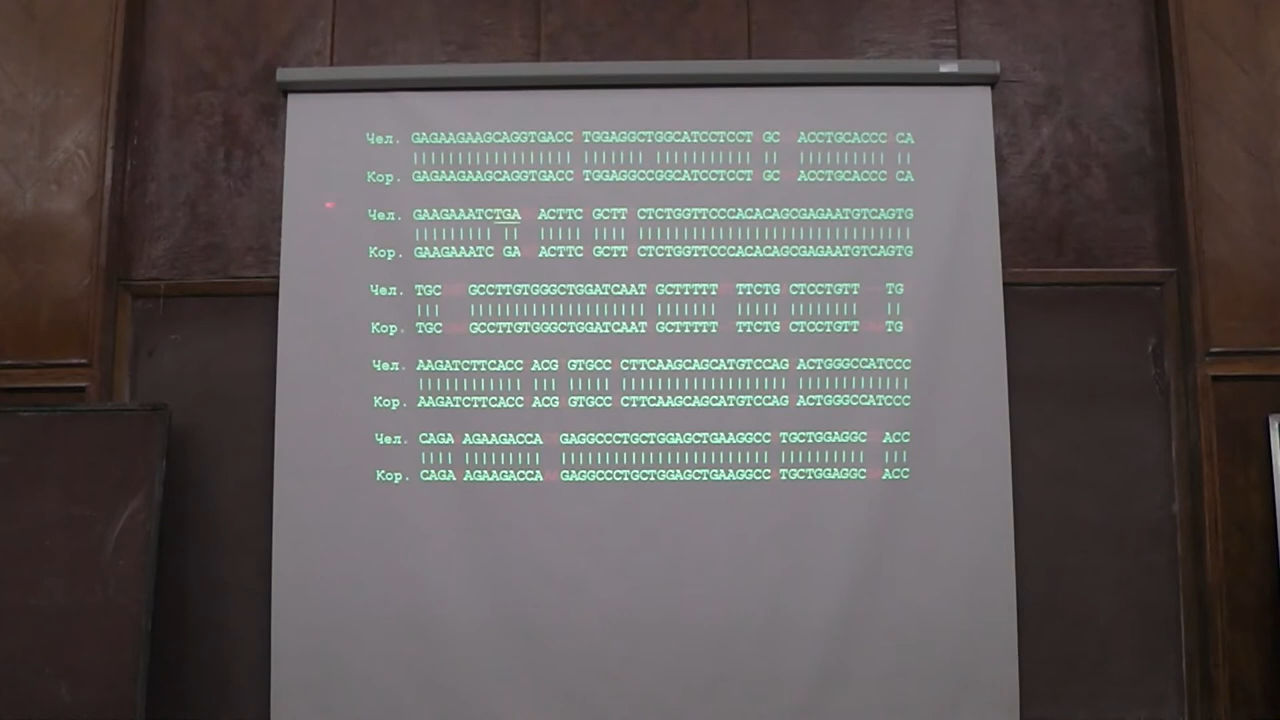 Чел. GAGAAGAAGCAGGTGACC TGGAGGCTGGCATCCTCCT GC ACCTGCACCC CA
|||||||||||||||||| ||||||| ||||||||||| || |||||||||| ||
Кор. GAGAAGAAGCAGGTGACC TGGAGGCCGGCATCCTCCT GC ACCTGCACCC CA
Чел. GAAGAAATCTGA ACTTC GCTT CTCTGGTTCCCACACAGCGAGAATGTCAGTG
||||||||| || ||||| |||| |||||||||||||||||||||||||||||||
Кор. GAAGAAATC GA ACTTC GCTT CTCTGGTTCCCACACAGCGAGAATGTCAGTG
Чел. TGC GCCTTGTGGGCTGGATCAAT GCTTTTT TTCTG CTCCTGTT TG
||| |||||||||||||||||||| ||||||| ||||| |||||||| ||
Кор. TGC GCCTTGTGGGCTGGATCAAT GCTTTTT TTCTG CTCCTGTT TG
Чел. AAGATCTTCACC ACG GTGCC CTTCAAGCAGCATGTCCAG ACTGGGCCATCCC
|||||||||||| ||| ||||| ||||||||||||||||||| |||||||||||||
Кор. AAGATCTTCACC ACG GTGCC CTTCAAGCAGCATGTCCAG ACTGGGCCATCCC
Чел. CAGA AGAAGACCA GAGGCCCTGCTGGAGCTGAAGGCC TGCTGGAGGC ACC
|||| ||||||||| |||||||||||||||||||||||| |||||||||| |||
Кор. CAGA AGAAGACCA GAGGCCCTGCTGGAGCTGAAGGCC TGCTGGAGGC ACC